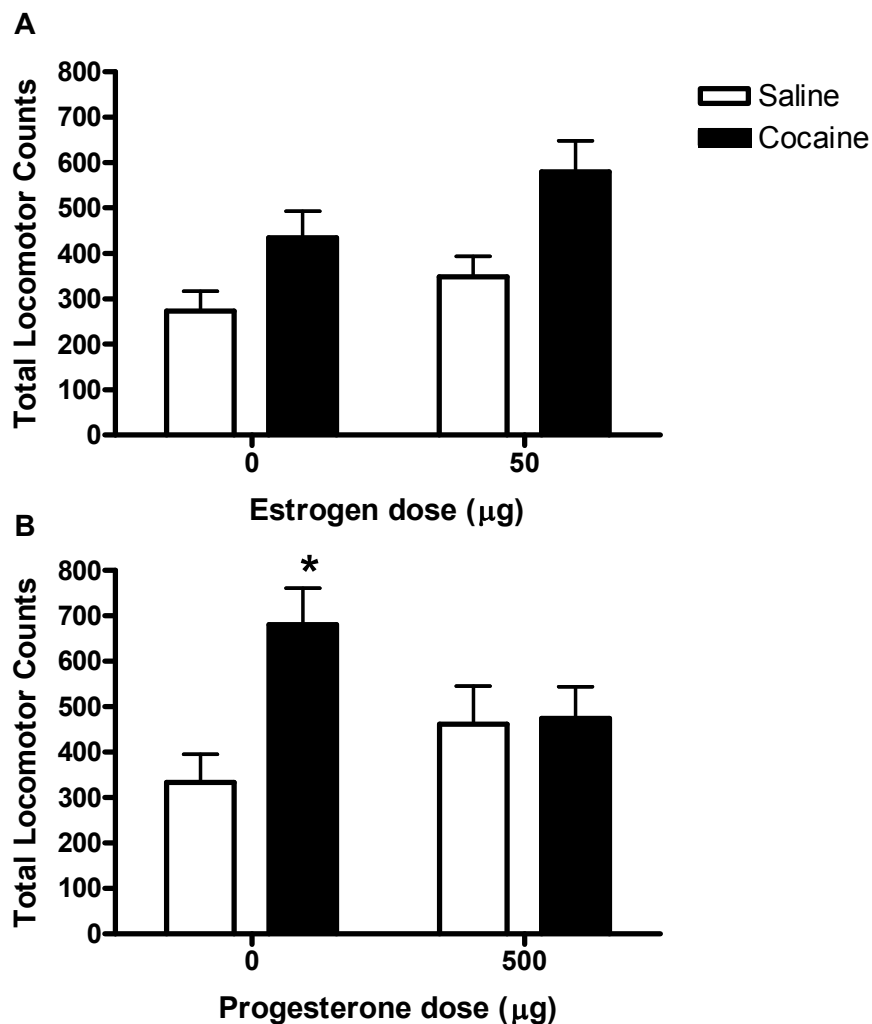 A
800
700
600
500
400
300
200
100
0
Total Locomotor Counts
0 50
Estrogen dose (μg)
Saline
Cocaine
B
*
800
700
600
500
400
300
200
100
0
Total Locomotor Counts
0 500
Progesterone dose (μg)